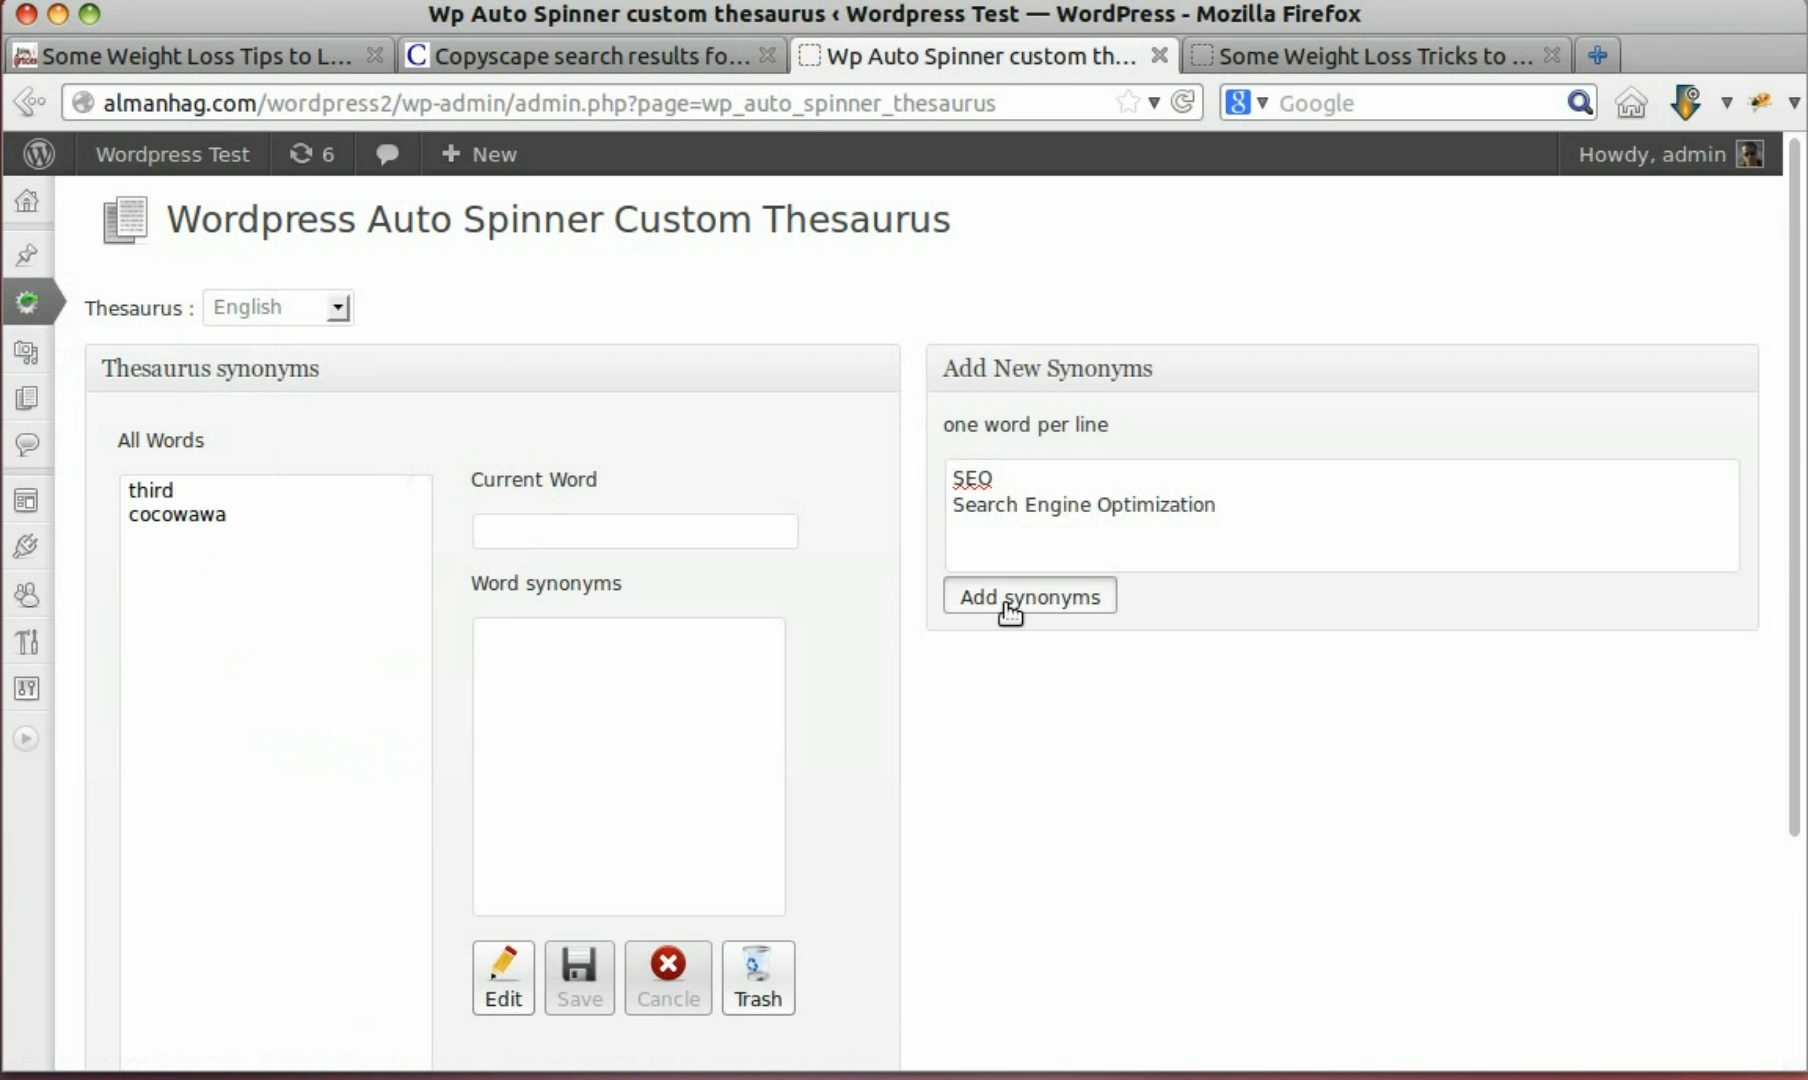 Wp Auto Spinner custom thesaurus ‹ Wordpress Test — WordPress - Mozilla Firefox
Some Weight Loss Tips to L...
C Copyscape search results fo...
Wp Auto Spinner custom th...
Some Weight Loss Tricks to ...
almanhag.com/wordpress2/wp-admin/admin.php?page=wp_auto_spinner_thesaurus
8 Google
Wordpress Test
6
+ New
Howdy, admin
Wordpress Auto Spinner Custom Thesaurus
Thesaurus : English
Thesaurus synonyms
All Words
third
cocowawa
Current Word
Word synonyms
Edit
Save
Cancle
Trash
Add New Synonyms
one word per line
SEO
Search Engine Optimization
Add synonyms